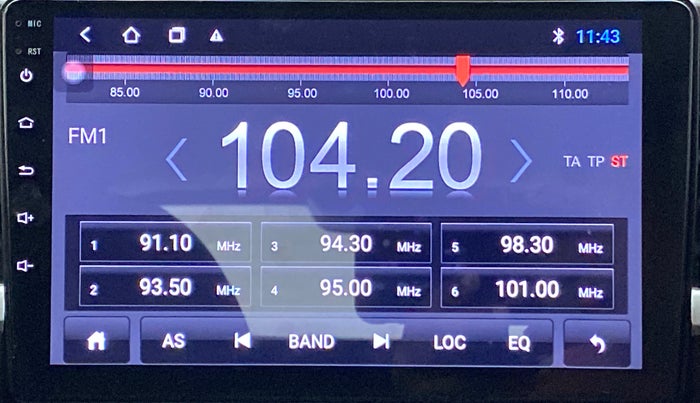 MIC
11:43
RST
85.00 90.00 95.00 100.00 105.00 110.00
FM1
104.20
TA TP ST
1 91.10 MHz 3 94.30 MHz 5 98.30 MHz
2 93.50 MHz 4 95.00 MHz 6 101.00 MHz
AS BAND LOC EQ